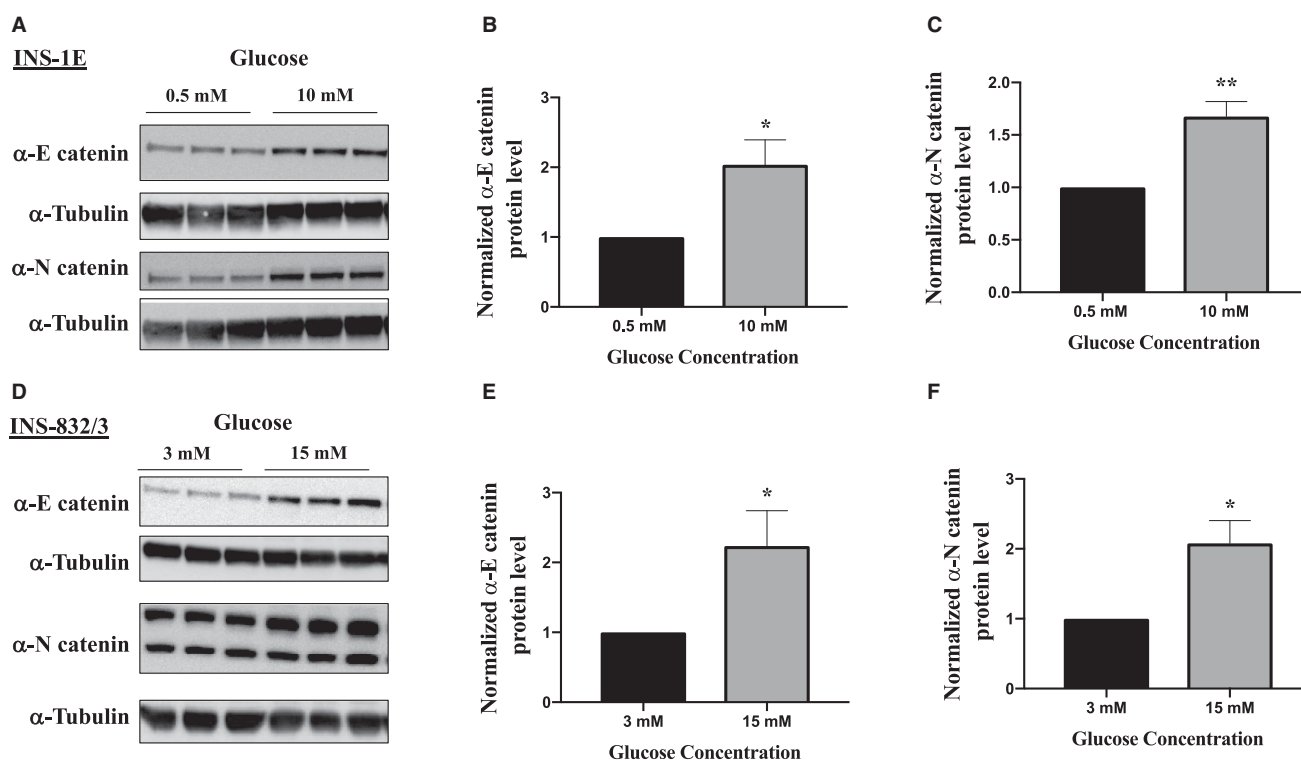 A
INS-1E
Glucose
0.5 mM 10 mM
α-E catenin
α-Tubulin
α-N catenin
α-Tubulin
B
Normalized α-E catenin
protein level
3
2
1
0
*
0.5 mM 10 mM
Glucose Concentration
C
Normalized α-N catenin
protein level
2.0
1.5
1.0
0.5
0.0
**
0.5 mM 10 mM
Glucose Concentration
D
INS-832/3
Glucose
3 mM 15 mM
α-E catenin
α-Tubulin
α-N catenin
α-Tubulin
E
Normalized α-E catenin
protein level
3
2
1
0
*
3 mM 15 mM
Glucose Concentration
F
Normalized α-N catenin
protein level
3
2
1
0
*
3 mM 15 mM
Glucose Concentration